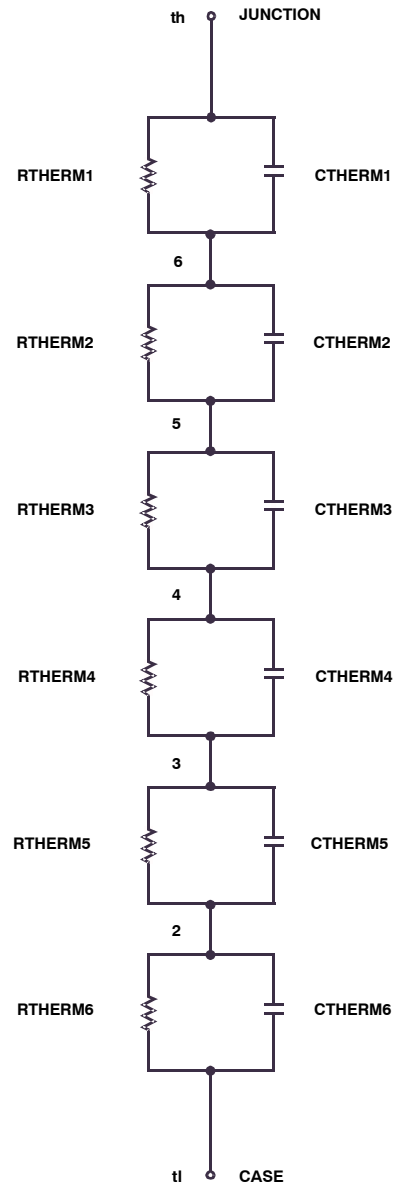 th JUNCTION
RTHERM1 CTHERM1
6
RTHERM2 CTHERM2
5
RTHERM3 CTHERM3
4
RTHERM4 CTHERM4
3
RTHERM5 CTHERM5
2
RTHERM6 CTHERM6
tl CASE